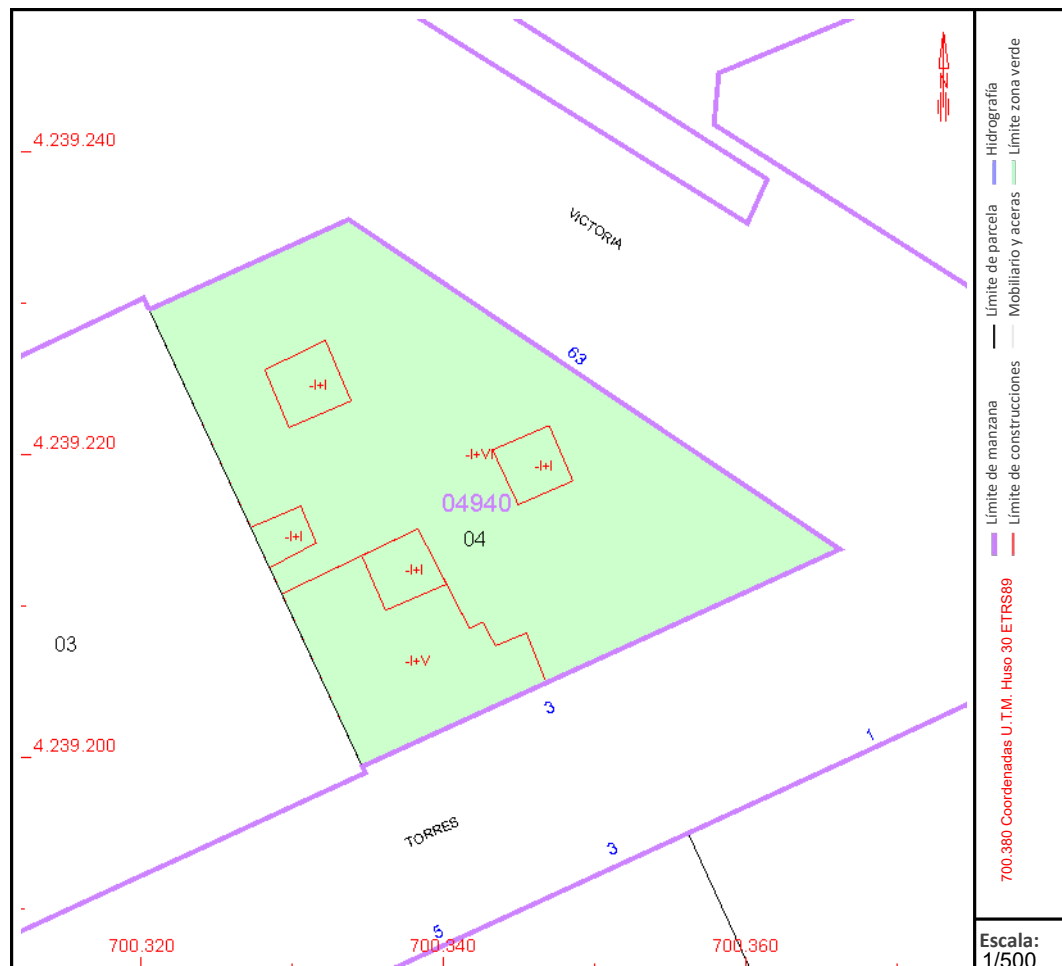 4.239.240
VICTORIA
63
4.239.220
-I+I
-I+VI
-I+I
04940
04
-I+I
-I+I
03
-I+V
3
4.239.200
1
TORRES
3
5
700.320
700.340
700.360
N
Límite de manzana
Límite de parcela
Hidrografía
Límite de construcciones
Mobiliario y aceras
Límite zona verde
700.380 Coordenadas U.T.M. Huso 30 ETRS89
Escala:
1/500